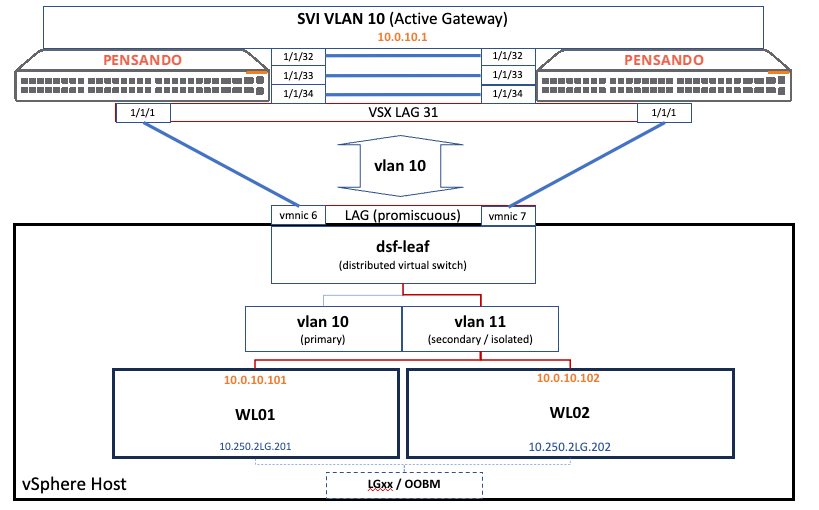 SVI VLAN 10 (Active Gateway)
10.0.10.1
PENSANDO
1/1/32
1/1/32
PENSANDO
1/1/33
1/1/33
1/1/34
1/1/34
1/1/1
VSX LAG 31
1/1/1
vlan 10
vmnic 6
LAG (promiscuous)
vmnic 7
dsf-leaf
(distributed virtual switch)
vlan 10
(primary)
vlan 11
(secondary / isolated)
10.0.10.101
WL01
10.250.2LG.201
10.0.10.102
WL02
10.250.2LG.202
vSphere Host
LGxx / OOBM